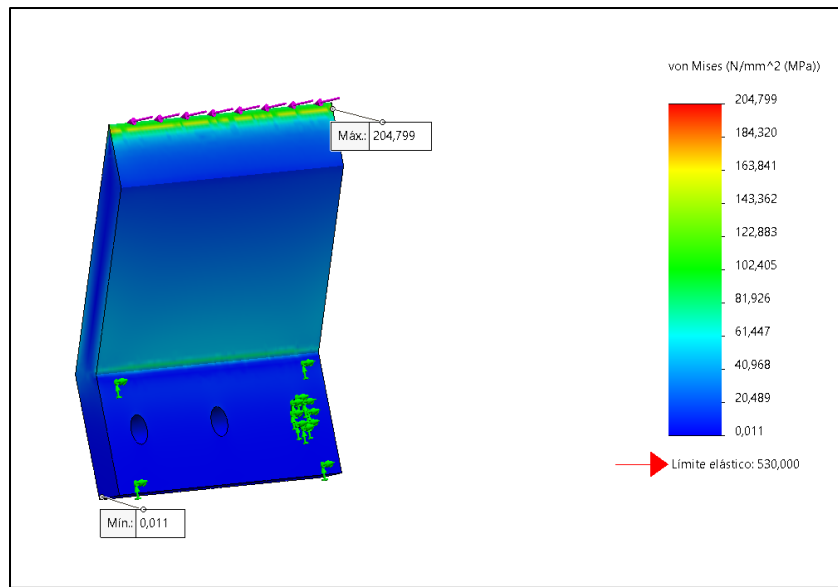 von Mises (N/mm^2 (MPa))
204,799
184,320
163,841
143,362
122,883
102,405
81,926
61,447
40,968
20,489
0,011
Límite elástico: 530,000
Máx.: 204,799
Mín.: 0,011